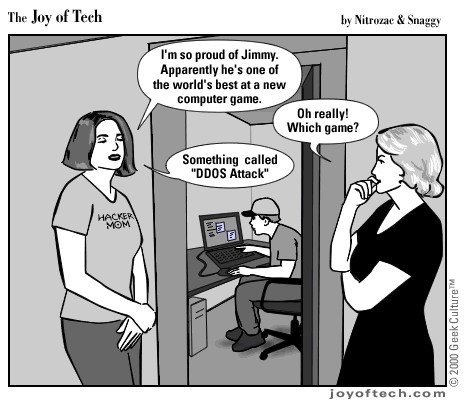 The Joy of Tech
by Nitrozac & Snaggy
I'm so proud of Jimmy.
Apparently he's one of
the world's best at a new
computer game.
Oh really!
Which game?
Something called
"DDOS Attack"
HACKER
MOM
© 2000 Geek Culture™
joyoftech.com